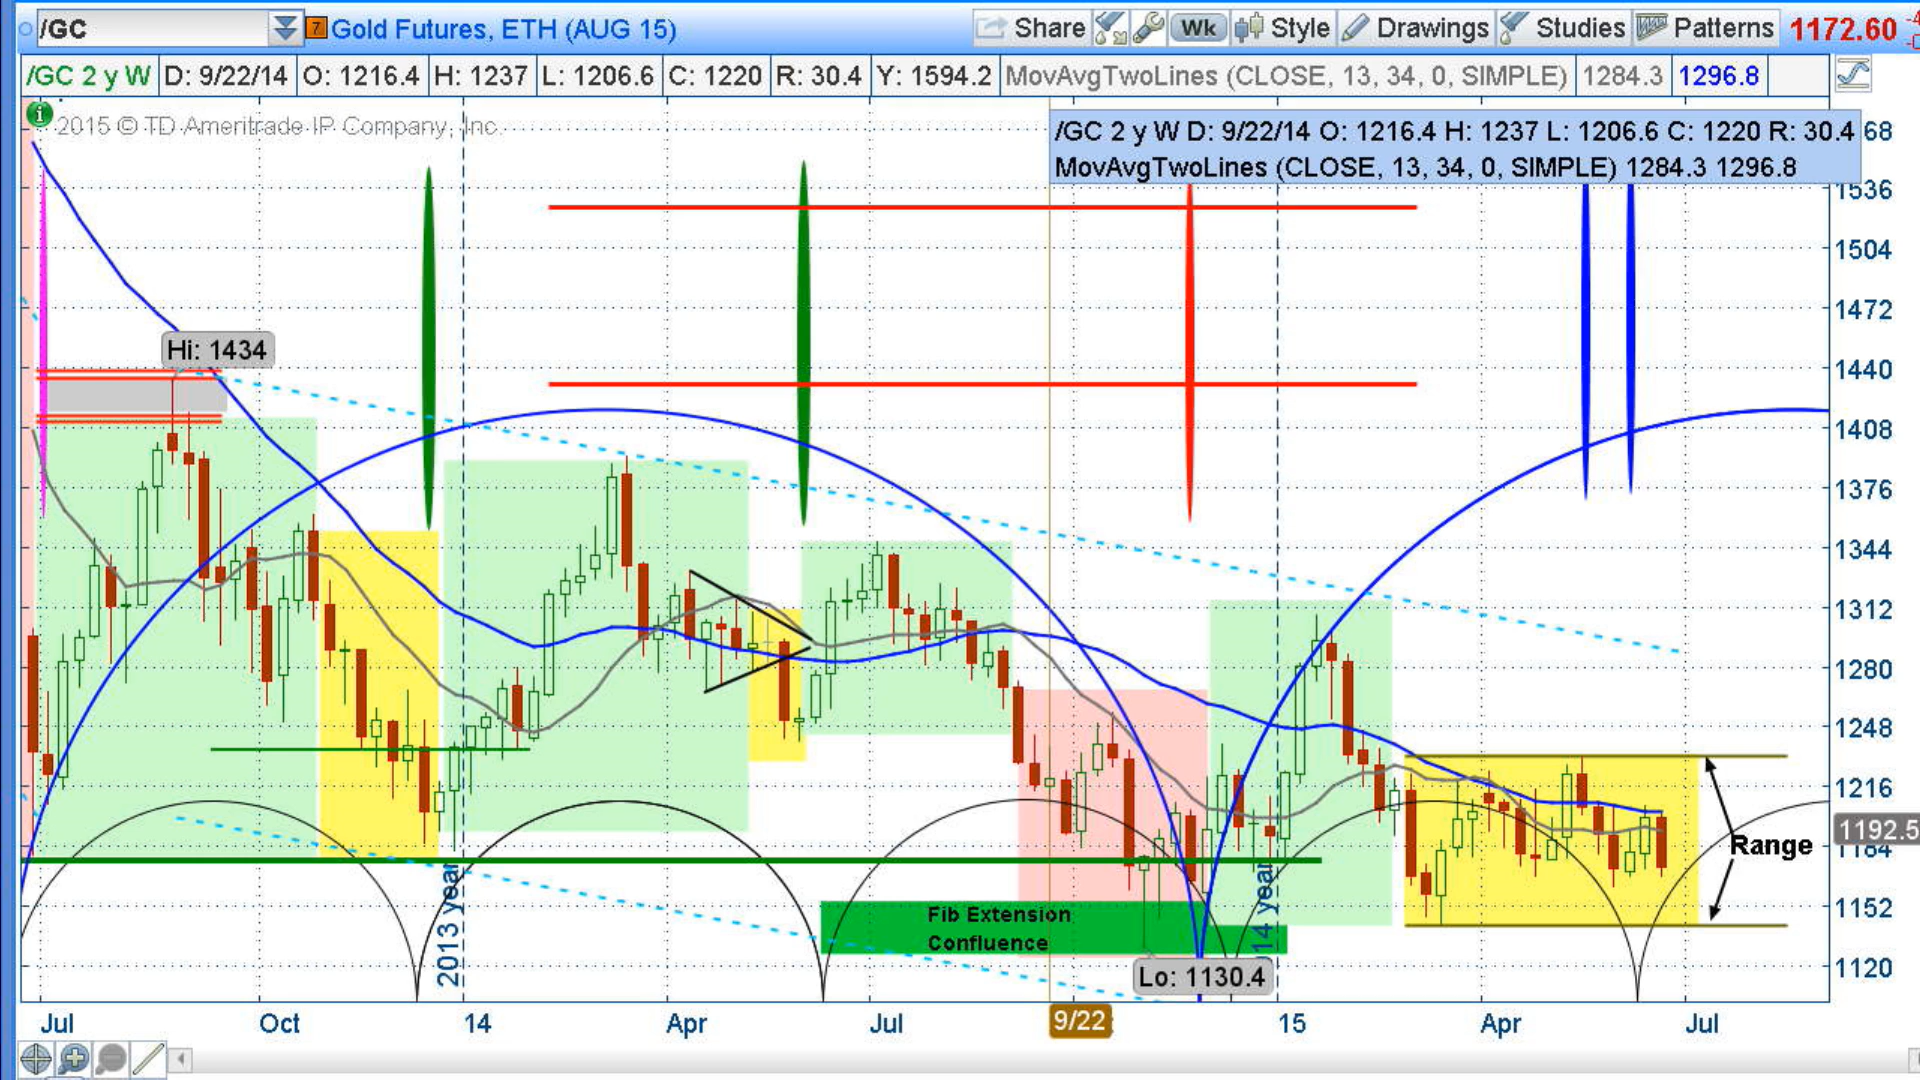 /GC
7
Gold Futures, ETH (AUG 15)
Share
Wk
Style
Drawings
Studies
Patterns
1172.60
/GC 2 y W
D: 9/22/14
O: 1216.4
H: 1237
L: 1206.6
C: 1220
R: 30.4
Y: 1594.2
MovAvgTwoLines (CLOSE, 13, 34, 0, SIMPLE)
1284.3
1296.8
2015 © TD Ameritrade IP Company, Inc.
/GC 2 y W D: 9/22/14 O: 1216.4 H: 1237 L: 1206.6 C: 1220 R: 30.4
MovAvgTwoLines (CLOSE, 13, 34, 0, SIMPLE) 1284.3 1296.8
68
1536
1504
1472
1440
1408
1376
1344
1312
1280
1248
1216
1192.5
1184
1152
1120
Hi: 1434
Range
Fib Extension
Confluence
Lo: 1130.4
2013 year
14 year
Jul
Oct
14
Apr
Jul
9/22
15
Apr
Jul